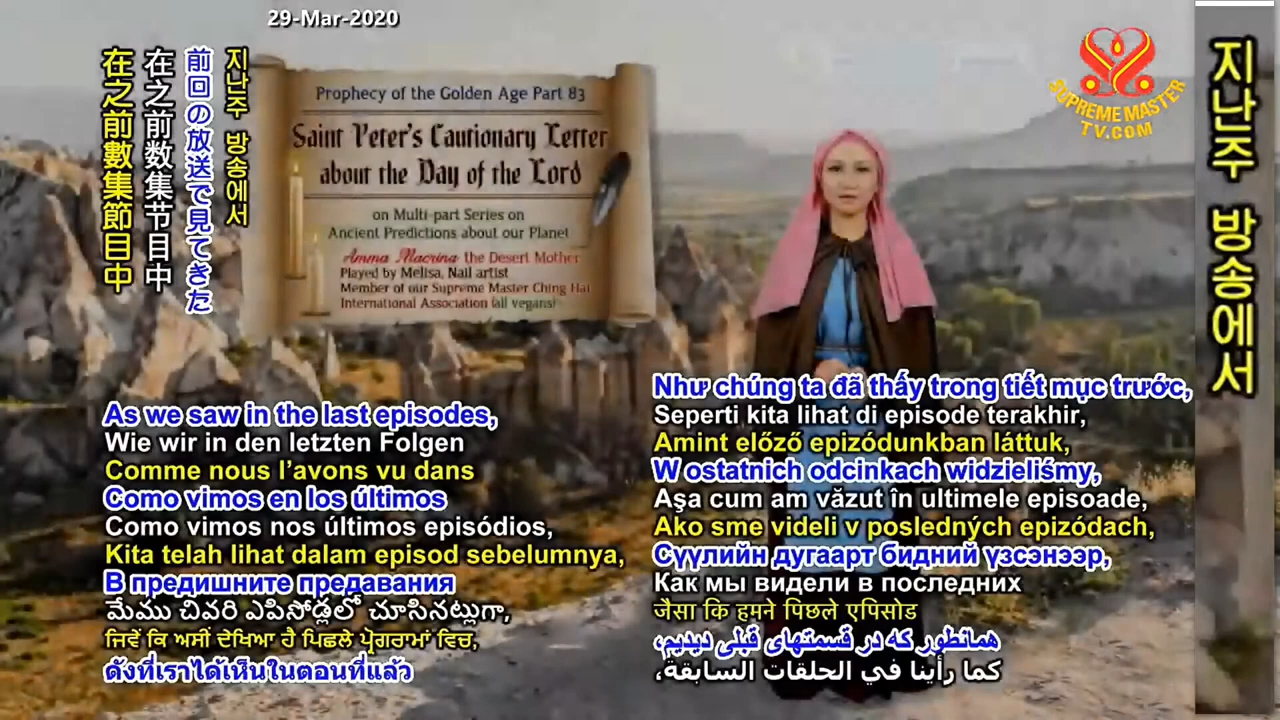 29-Mar-2020
在之前數集節目中
在之前数集节目中
前回の放送で見てきた
지난주 방송에서
Prophecy of the Golden Age Part 83
Saint Peter's Cautionary Letter
about the Day of the Lord
on Multi-part Series on
Ancient Predictions about our Planet
Amma Macrina the Desert Mother
Played by Melisa, Nail artist
Member of our Supreme Master Ching Hai
International Association (all vegans)
SUPREME MASTER
TV.COM
지난주 방송에서
As we saw in the last episodes,
Wie wir in den letzten Folgen
Comme nous l'avons vu dans
Como vimos en los últimos
Como vimos nos últimos episódios,
Kita telah lihat dalam episod sebelumnya,
В предишните предавания
మేము చివరి ఎపిసోడ్లలో చూసినట్లుగా,
ਜਿਵੇਂ ਕਿ ਅਸੀਂ ਦੇਖਿਆ ਹੈ ਪਿਛਲੇ ਪ੍ਰੋਗਰਾਮਾਂ ਵਿਚ,
ดังที่เราได้เห็นในตอนที่แล้ว
Như chúng ta đã thấy trong tiết mục trước,
Seperti kita lihat di episode terakhir,
Amint előző epizódunkban láttuk,
W ostatnich odcinkach widzieliśmy,
Aşa cum am văzut în ultimele episoade,
Ako sme videli v posledných epizódach,
Сүүлийн дугаарт бидний үзсэнээр,
Как мы видели в последних
जैसा कि हमने पिछले एपिसोड
همانطور که در قسمتهای قبلی دیدیم،
كما رأينا في الحلقات السابقة،